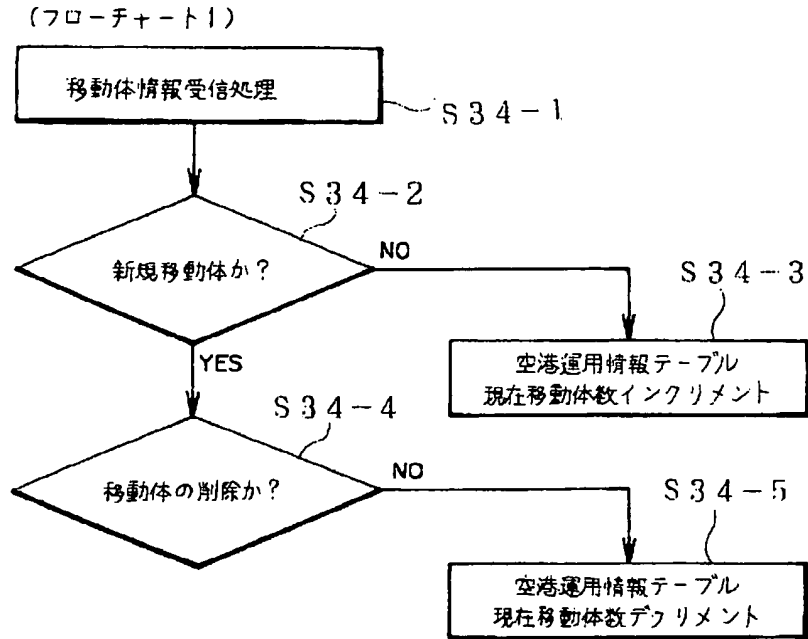 (フローチャート1)
移動体情報受信処理
S34-1
S34-2
新規移動体か?
NO
S34-3
空港運用情報テーブル
現在移動体数インクリメント
YES
S34-4
移動体の削除か?
NO
S34-5
空港運用情報テーブル
現在移動体数デクリメント